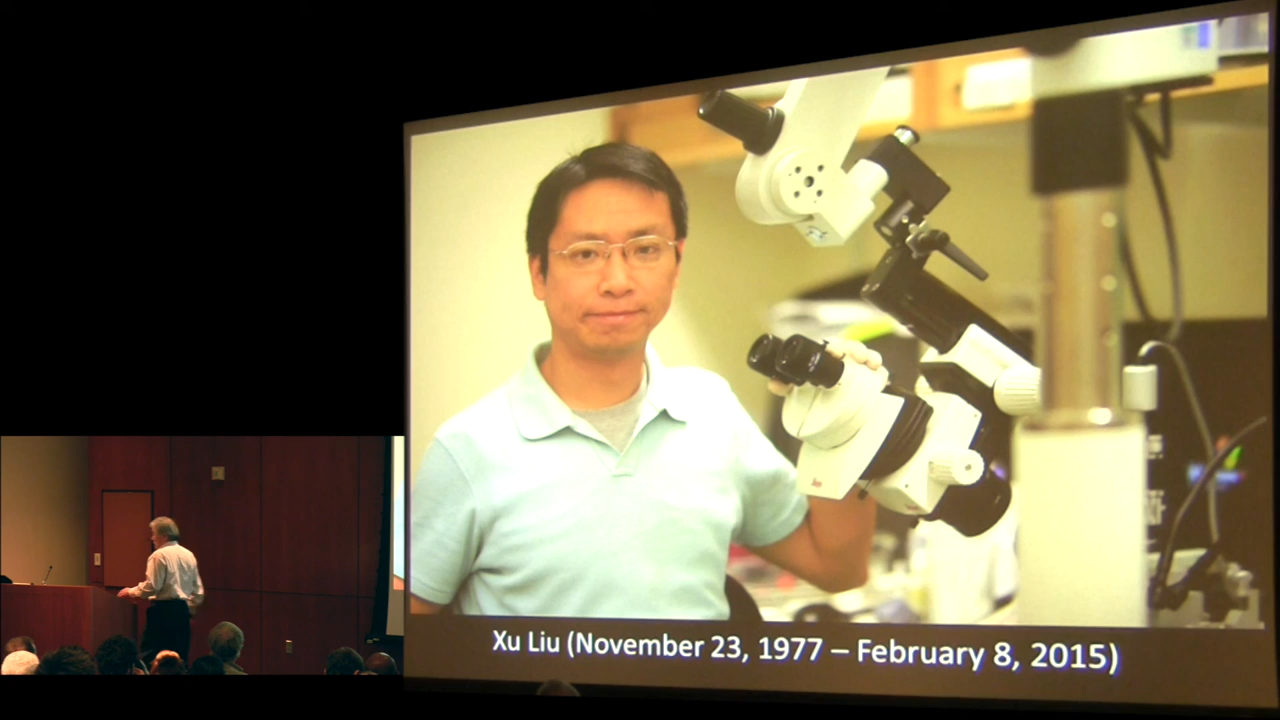 Xu Liu (November 23, 1977 – February 8, 2015)